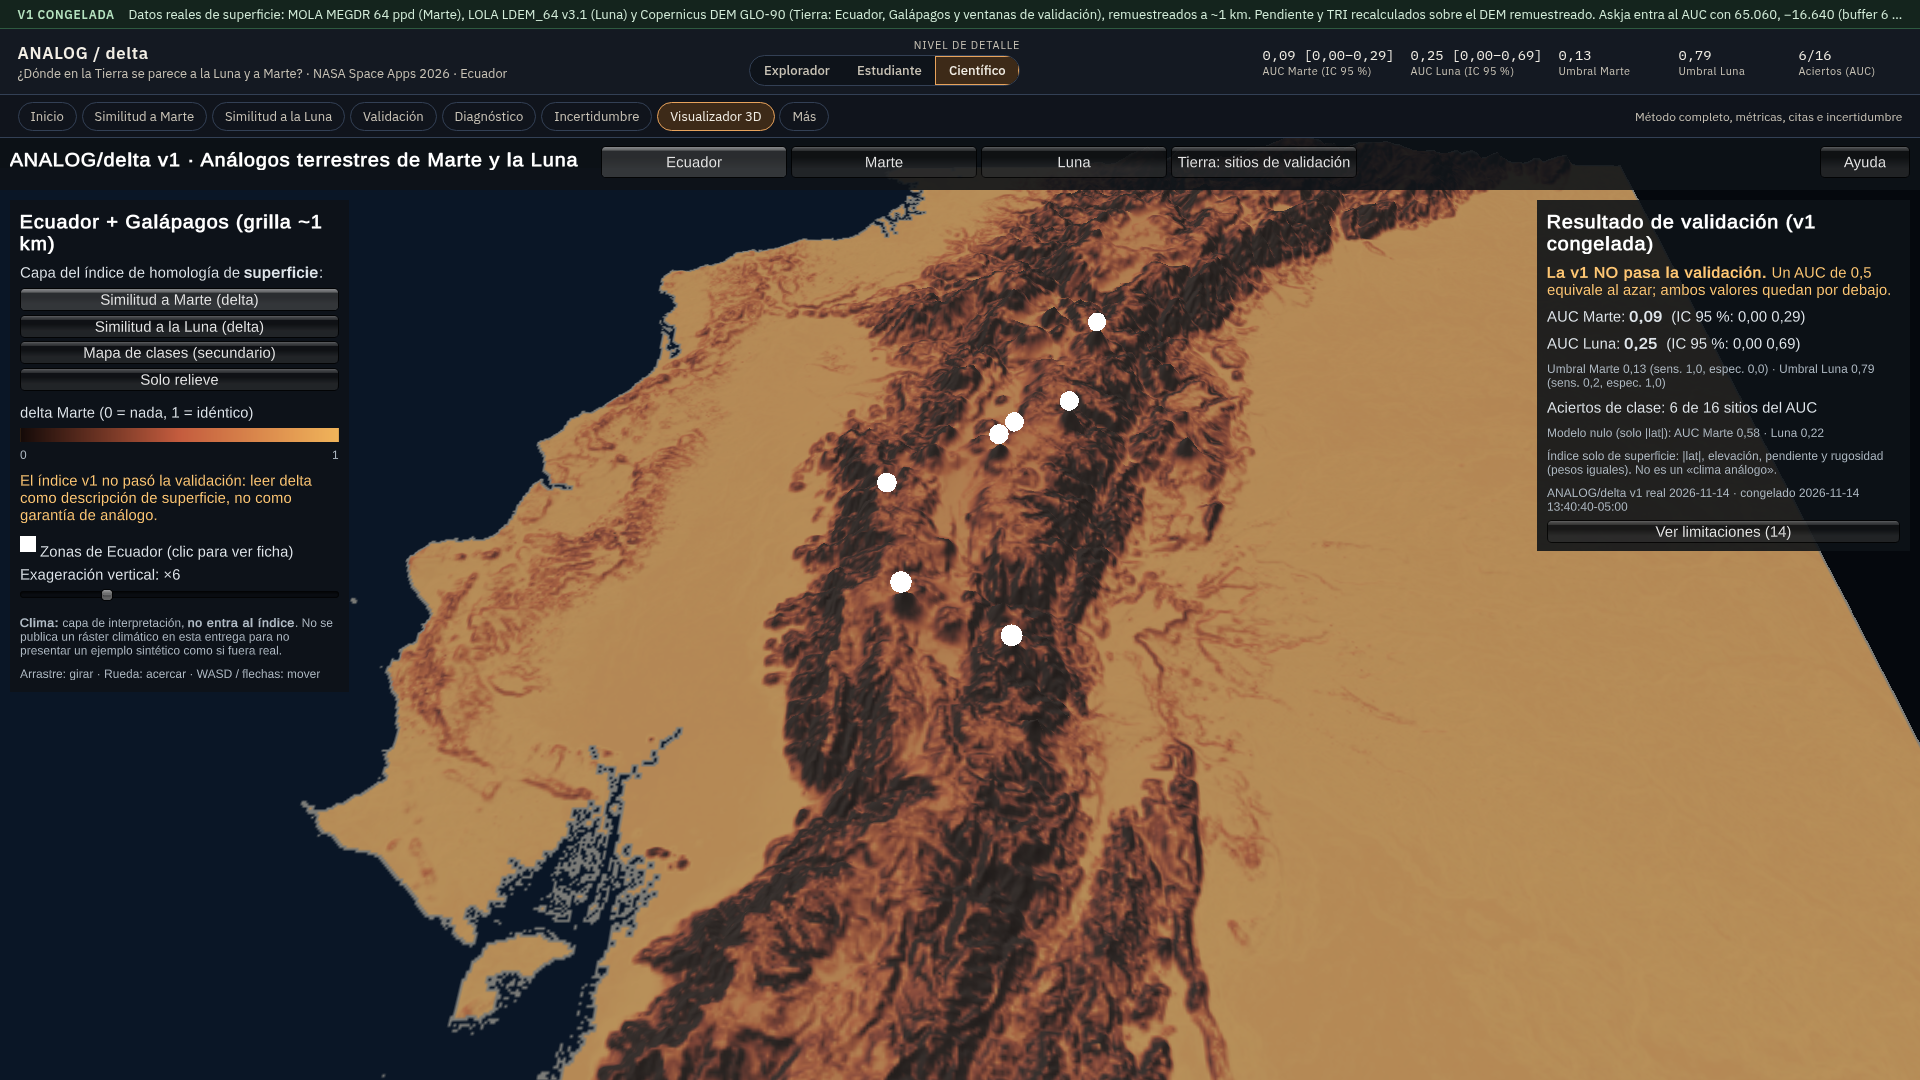 V1 CONGELADA Datos reales de superficie: MOLA MEGDR 64 ppd (Marte), LOLA LDEM_64 v3.1 (Luna) y Copernicus DEM GLO-90 (Tierra: Ecuador, Galápagos y ventanas de validación), remuestreados a ~1 km. Pendiente y TRI recalculados sobre el DEM remuestreado. Askja entra al AUC con 65.060, −16.640 (buffer 6 ...
ANALOG / delta
¿Dónde en la Tierra se parece a la Luna y a Marte? · NASA Space Apps 2026 · Ecuador
NIVEL DE DETALLE
Explorador Estudiante Científico
0,09 [0,00–0,29] 0,25 [0,00–0,69] 0,13 0,79 6/16
AUC Marte (IC 95 %) AUC Luna (IC 95 %) Umbral Marte Umbral Luna Aciertos (AUC)
Inicio Similitud a Marte Similitud a la Luna Validación Diagnóstico Incertidumbre Visualizador 3D Más
Método completo, métricas, citas e incertidumbre
ANALOG/delta v1 · Análogos terrestres de Marte y la Luna
Ecuador Marte Luna Tierra: sitios de validación Ayuda
Ecuador + Galápagos (grilla ~1
km)
Capa del índice de homología de superficie:
Similitud a Marte (delta)
Similitud a la Luna (delta)
Mapa de clases (secundario)
Solo relieve
delta Marte (0 = nada, 1 = idéntico)
0 1
El índice v1 no pasó la validación: leer delta
como descripción de superficie, no como
garantía de análogo.
Zonas de Ecuador (clic para ver ficha)
Exageración vertical: ×6
Clima: capa de interpretación, no entra al índice. No se
publica un ráster climático en esta entrega para no
presentar un ejemplo sintético como si fuera real.
Arrastre: girar · Rueda: acercar · WASD / flechas: mover
Resultado de validación (v1
congelada)
La v1 NO pasa la validación. Un AUC de 0,5
equivale al azar; ambos valores quedan por debajo.
AUC Marte: 0,09 (IC 95 %: 0,00 0,29)
AUC Luna: 0,25 (IC 95 %: 0,00 0,69)
Umbral Marte 0,13 (sens. 1,0, espec. 0,0) · Umbral Luna 0,79
(sens. 0,2, espec. 1,0)
Aciertos de clase: 6 de 16 sitios del AUC
Modelo nulo (solo |lat|): AUC Marte 0,58 · Luna 0,22
Índice solo de superficie: |lat|, elevación, pendiente y rugosidad
(pesos iguales). No es un «clima análogo».
ANALOG/delta v1 real 2026-11-14 · congelado 2026-11-14
13:40:40-05:00
Ver limitaciones (14)